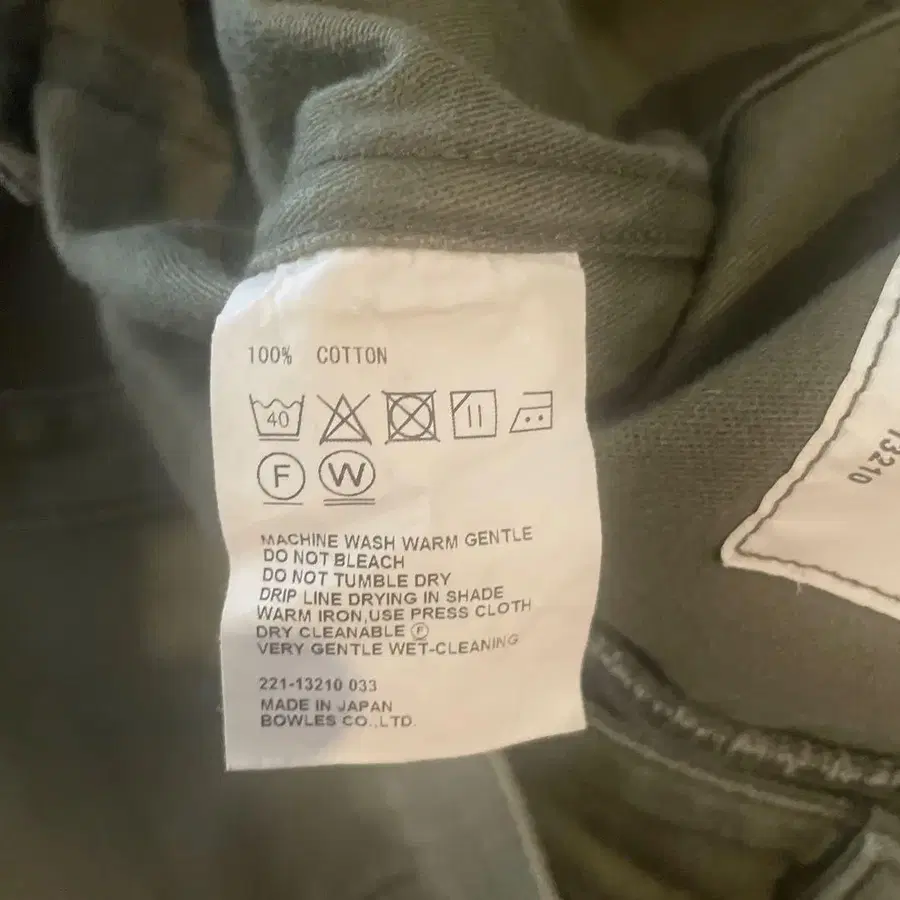 100% COTTON
40
F W
MACHINE WASH WARM GENTLE
DO NOT BLEACH
DO NOT TUMBLE DRY
DRIP LINE DRYING IN SHADE
WARM IRON,USE PRESS CLOTH
DRY CLEANABLE Ⓕ
VERY GENTLE WET-CLEANING
221-13210 033
MADE IN JAPAN
BOWLES CO.,LTD.
13210